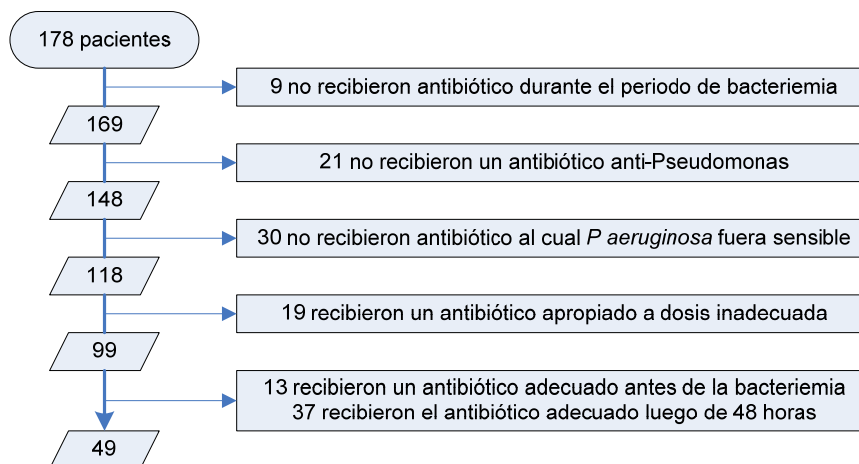 178 pacientes
9 no recibieron antibiótico durante el periodo de bacteriemia
169
21 no recibieron un antibiótico anti-Pseudomonas
148
30 no recibieron antibiótico al cual P aeruginosa fuera sensible
118
19 recibieron un antibiótico apropiado a dosis inadecuada
99
13 recibieron un antibiótico adecuado antes de la bacteriemia
37 recibieron el antibiótico adecuado luego de 48 horas
49